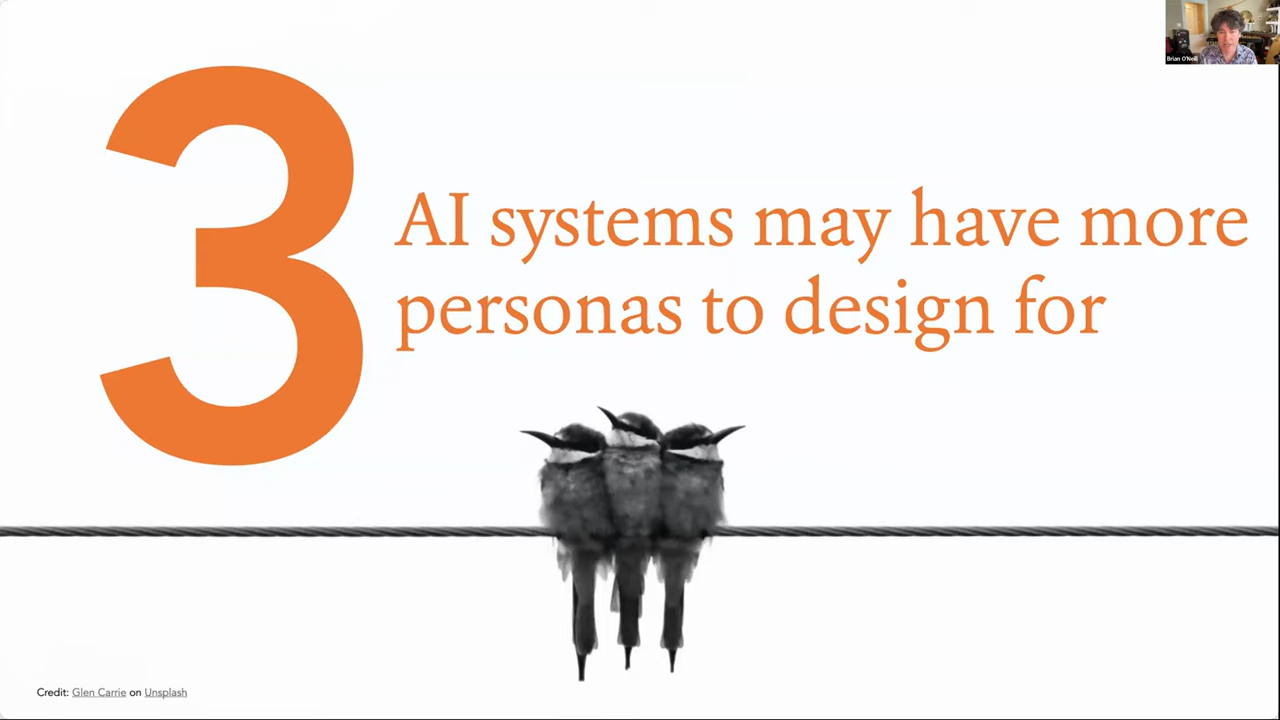 Brian O'Neill
3
AI systems may have more
personas to design for
Credit: Glen Carrie on Unsplash